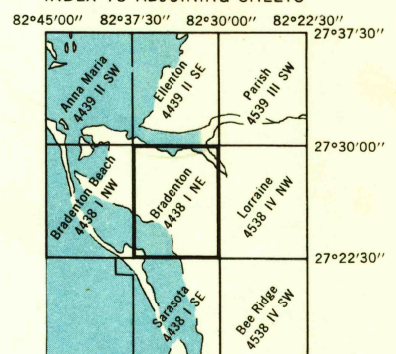 INDEX TO ADJOINING SHEETS
82°45'00" 82°37'30" 82°30'00" 82°22'30"
27°37'30"
Anna Maria
4439 II SW
Ellenton
4439 II SE
Parish
4539 III SW
27°30'00"
Bradenton Beach
4438 I NW
Bradenton
4438 I NE
Lorraine
4538 IV NW
27°22'30"
Sarasota
4438 I SE
Bee Ridge
4538 IV SW